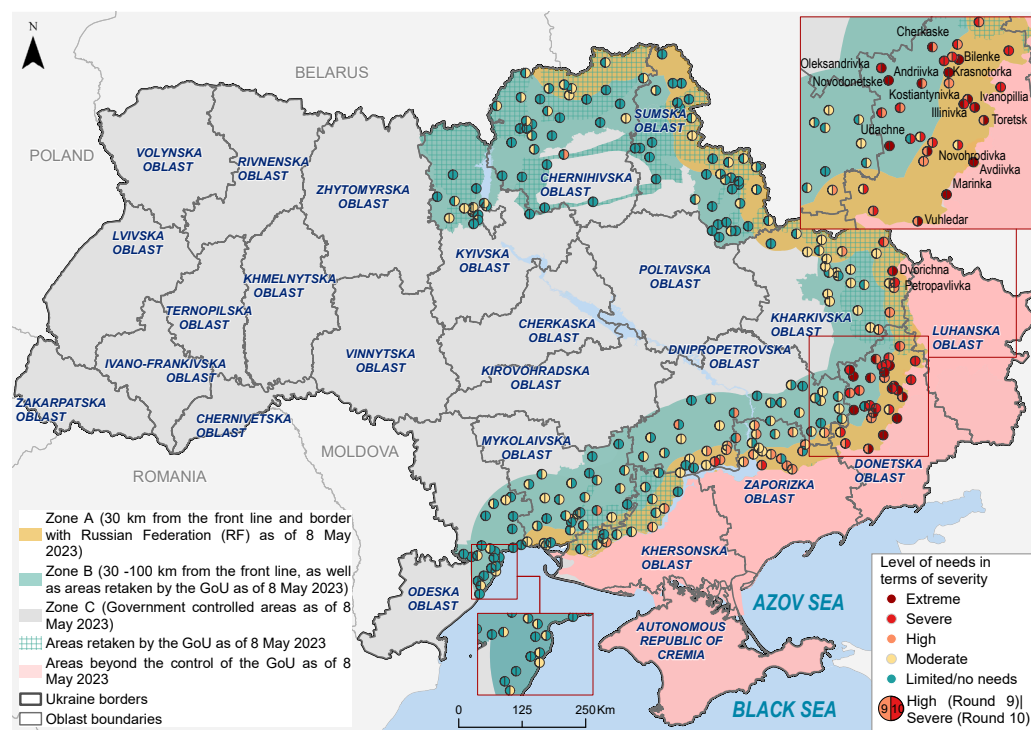 N
BELARUS
POLAND
VOLYNSKA
OBLAST
RIVNENSKA
OBLAST
ZHYTOMYRSKA
OBLAST
CHERNIHIVSKA
OBLAST
SUMSKA
OBLAST
LVIVSKA
OBLAST
KHMELNYTSKA
OBLAST
TERNOPILSKA
OBLAST
KYIVSKA
OBLAST
POLTAVSKA
OBLAST
KHARKIVSKA
OBLAST
LUHANSKA
OBLAST
IVANO-FRANKIVSKA
OBLAST
VINNYTSKA
OBLAST
CHERKASKA
OBLAST
KIROVOHRADSKA
OBLAST
DNIPROPETROVSKA
OBLAST
ZAKARPATSKA
OBLAST
CHERNIVETSKA
OBLAST
MOLDOVA
ROMANIA
MYKOLAIVSKA
OBLAST
ZAPORIZKA
OBLAST
DONETSKA
OBLAST
KHERSONSKA
OBLAST
ODESKA
OBLAST
AUTONOMOUS
REPUBLIC OF
CREMIA
AZOV SEA
BLACK SEA
Dvorichna
Petropavlivka
Cherkaske
Oleksandrivka
Bilenke
Novodonetske
Andriivka
Krasnotorka
Kostiantynivka
Ivanopillia
Illinivka
Toretsk
Udachne
Novohrodivka
Avdiivka
Marinka
Vuhledar
Zone A (30 km from the front line and border
with Russian Federation (RF) as of 8 May
2023)
Zone B (30 -100 km from the front line, as well
as areas retaken by the GoU as of 8 May 2023)
Zone C (Government controlled areas as of 8
May 2023)
Areas retaken by the GoU as of 8 May 2023
Areas beyond the control of the GoU as of 8
May 2023
Ukraine borders
Oblast boundaries
0 125 250 Km
Level of needs in
terms of severity
Extreme
Severe
High
Moderate
Limited/no needs
9 10 High (Round 9)|
Severe (Round 10)